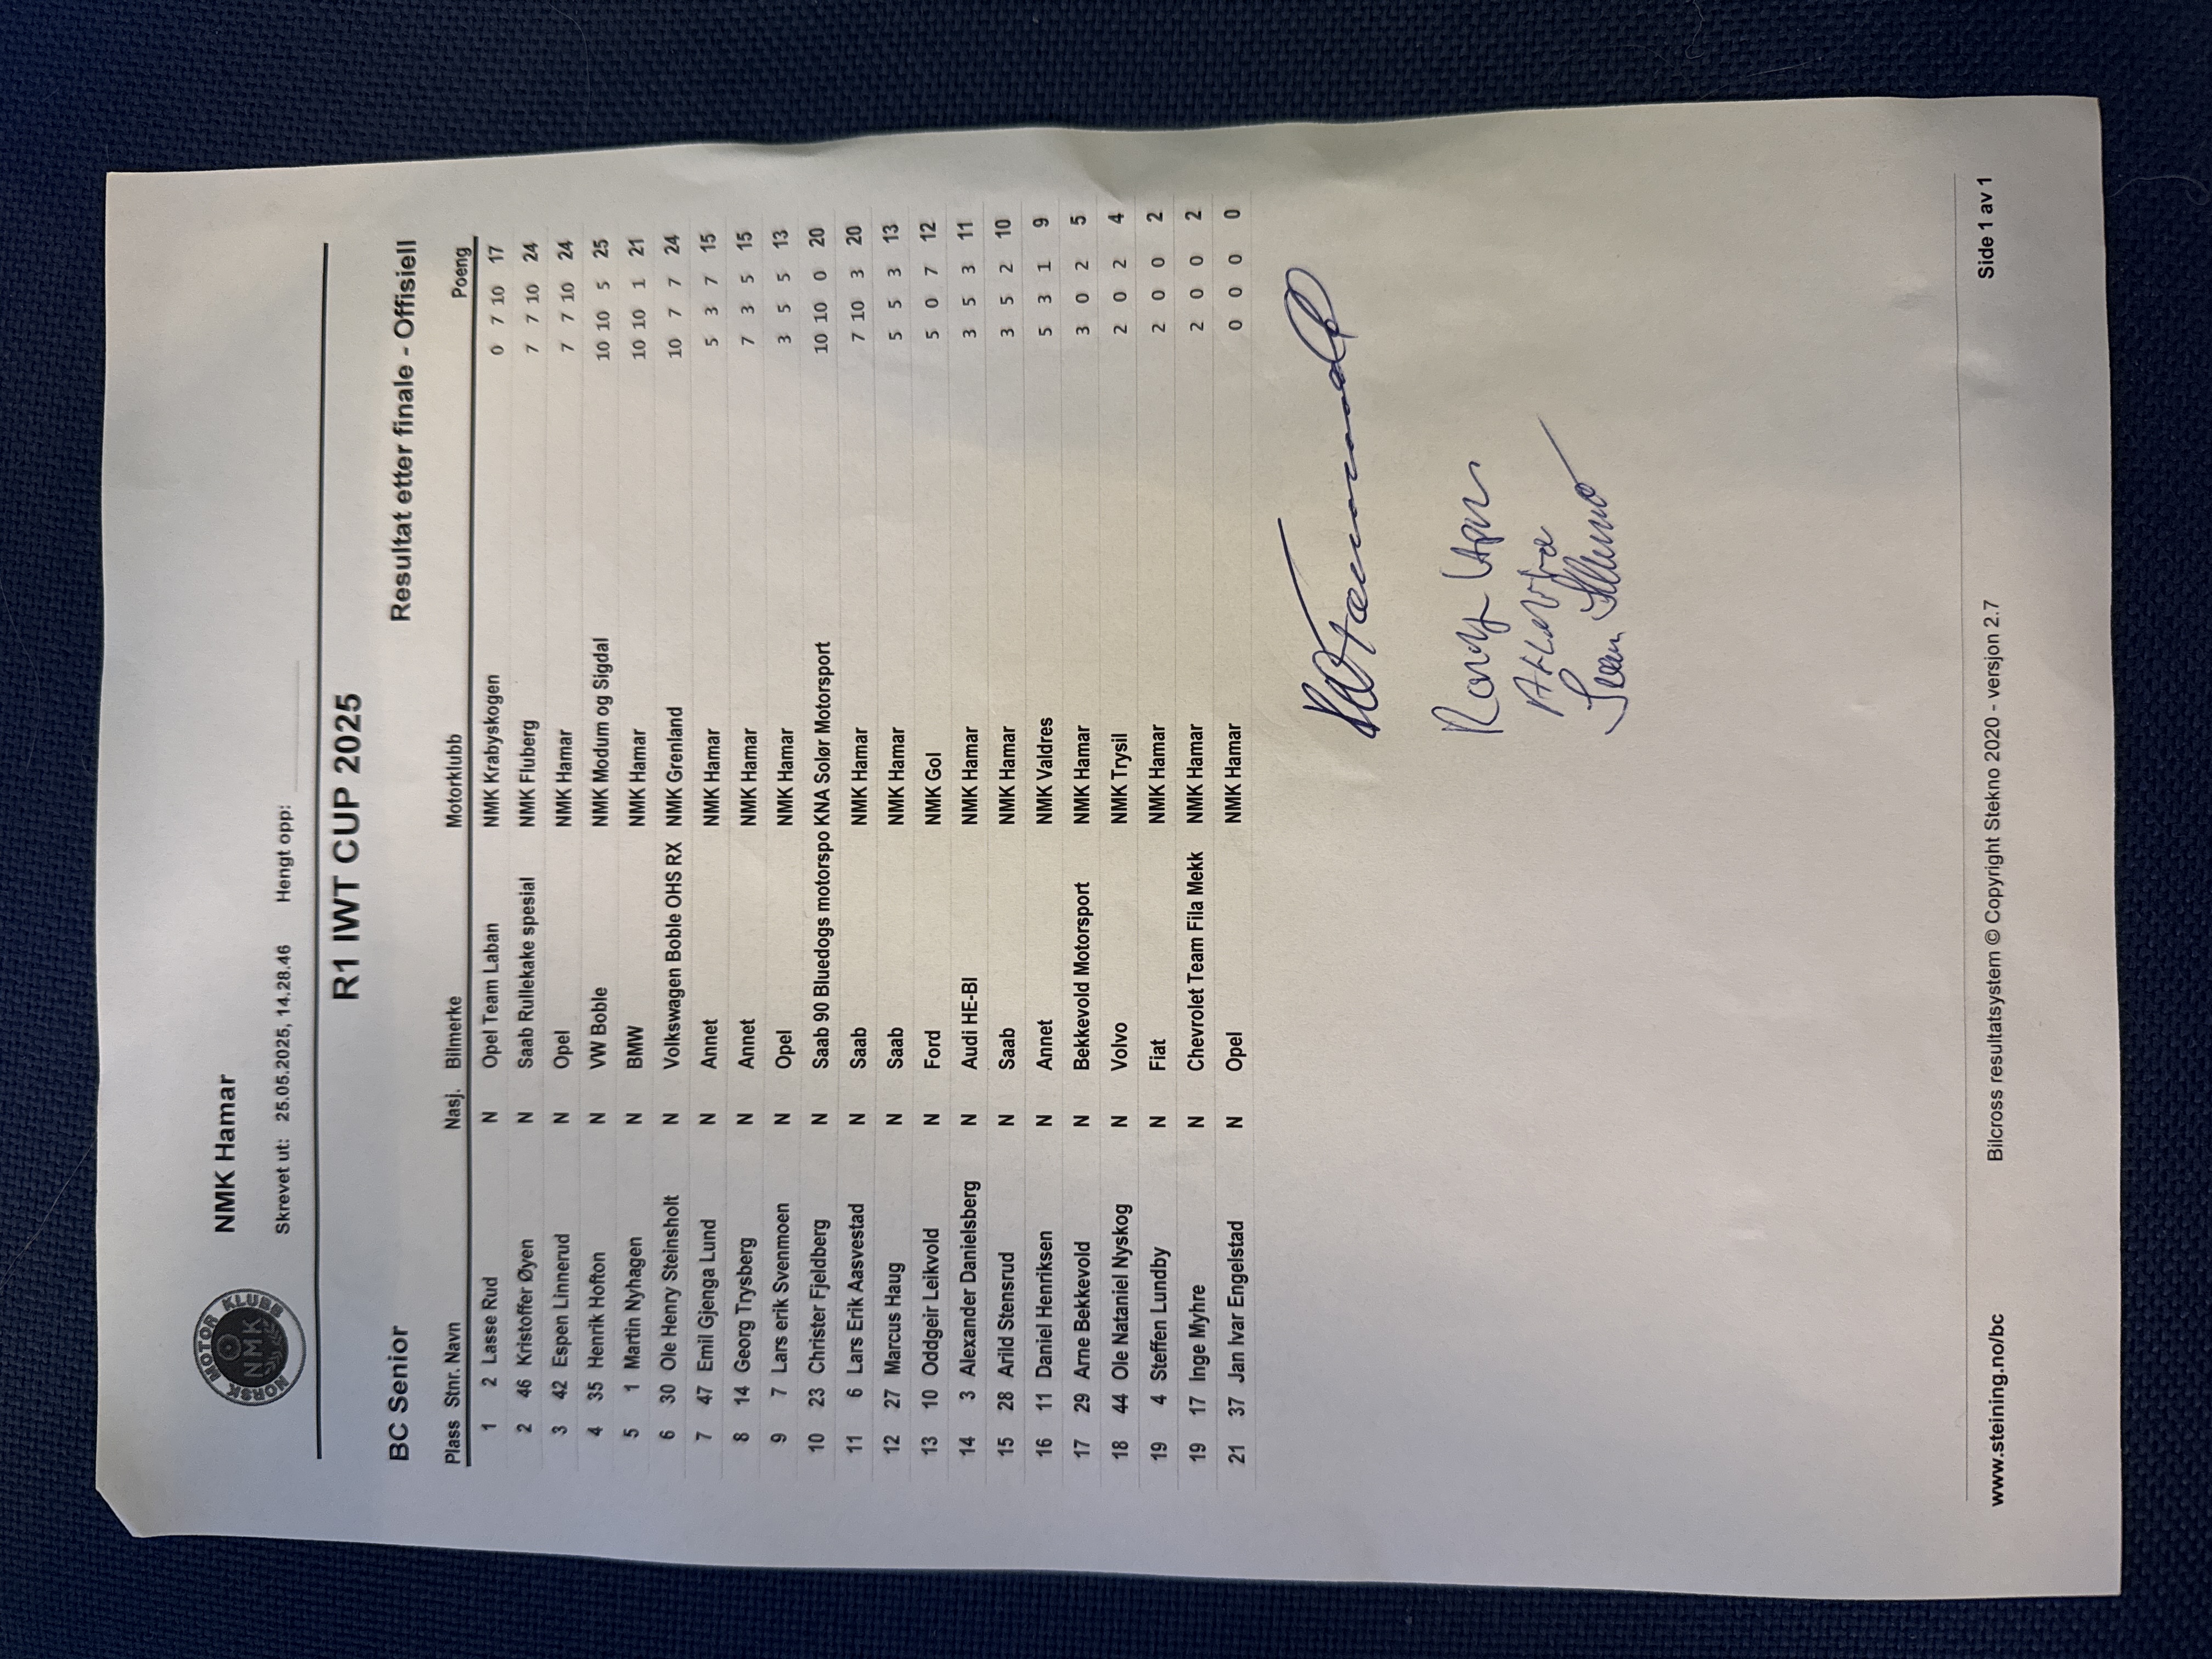 NORSK MOTOR KLUBB
NMK
NMK Hamar
Skrevet ut: 25.05.2025, 14.28.46 Hengt opp:
R1 IWT CUP 2025
BC Senior Resultat etter finale - Offisiell
Plass Stnr. Navn Nasj. Bilmerke Motorklubb Poeng
1 2 Lasse Rud N Opel Team Laban NMK Krabyskogen 0 7 10 17
2 46 Kristoffer Øyen N Saab Rullekake spesial NMK Fluberg 7 7 10 24
3 42 Espen Linnerud N Opel NMK Hamar 7 7 10 24
4 35 Henrik Hofton N VW Boble NMK Modum og Sigdal 10 10 5 25
5 1 Martin Nyhagen N BMW NMK Hamar 10 10 1 21
6 30 Ole Henry Steinsholt N Volkswagen Boble OHS RX NMK Grenland 10 7 7 24
7 47 Emil Gjenga Lund N Annet NMK Hamar 5 3 7 15
8 14 Georg Trysberg N Annet NMK Hamar 7 3 5 15
9 7 Lars erik Svenmoen N Opel NMK Hamar 3 5 5 13
10 23 Christer Fjeldberg N Saab 90 Bluedogs motorspo KNA Solør Motorsport 10 10 0 20
11 6 Lars Erik Aasvestad N Saab NMK Hamar 7 10 3 20
12 27 Marcus Haug N Saab NMK Hamar 5 5 3 13
13 10 Oddgeir Leikvold N Ford NMK Gol 5 0 7 12
14 3 Alexander Danielsberg N Audi HE-BI NMK Hamar 3 5 3 11
15 28 Arild Stensrud N Saab NMK Hamar 3 5 2 10
16 11 Daniel Henriksen N Annet NMK Valdres 5 3 1 9
17 29 Arne Bekkevold N Bekkevold Motorsport NMK Hamar 3 0 2 5
18 44 Ole Nataniel Nyskog N Volvo NMK Trysil 2 0 2 4
19 4 Steffen Lundby N Fiat NMK Hamar 2 0 0 2
19 17 Inge Myhre N Chevrolet Team Fila Mekk NMK Hamar 2 0 0 2
21 37 Jan Ivar Engelstad N Opel NMK Hamar 0 0 0 0
www.steining.no/bc Bilcross resultatsystem © Copyright Stekno 2020 - versjon 2.7 Side 1 av 1